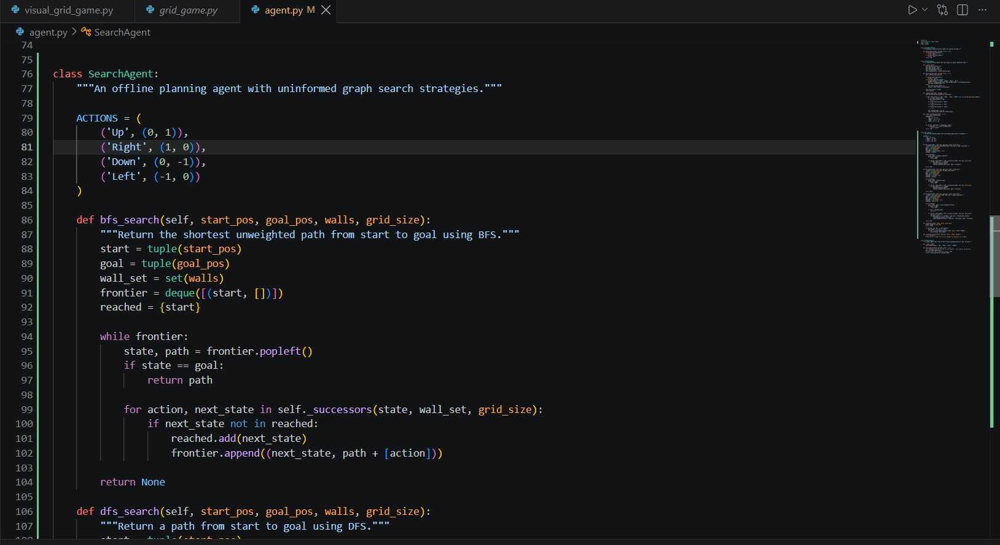 visual_grid_game.py
grid_game.py
agent.py M
agent.py > SearchAgent
74
75
76 class SearchAgent:
77     """An offline planning agent with uninformed graph search strategies."""
78
79     ACTIONS = (
80         ('Up', (0, 1)),
81         ('Right', (1, 0)),
82         ('Down', (0, -1)),
83         ('Left', (-1, 0))
84     )
85
86     def bfs_search(self, start_pos, goal_pos, walls, grid_size):
87         """Return the shortest unweighted path from start to goal using BFS."""
88         start = tuple(start_pos)
89         goal = tuple(goal_pos)
90         wall_set = set(walls)
91         frontier = deque([(start, [])])
92         reached = {start}
93
94         while frontier:
95             state, path = frontier.popleft()
96             if state == goal:
97                 return path
98
99             for action, next_state in self._successors(state, wall_set, grid_size):
100                 if next_state not in reached:
101                     reached.add(next_state)
102                     frontier.append((next_state, path + [action]))
103
104         return None
105
106     def dfs_search(self, start_pos, goal_pos, walls, grid_size):
107         """Return a path from start to goal using DFS."""